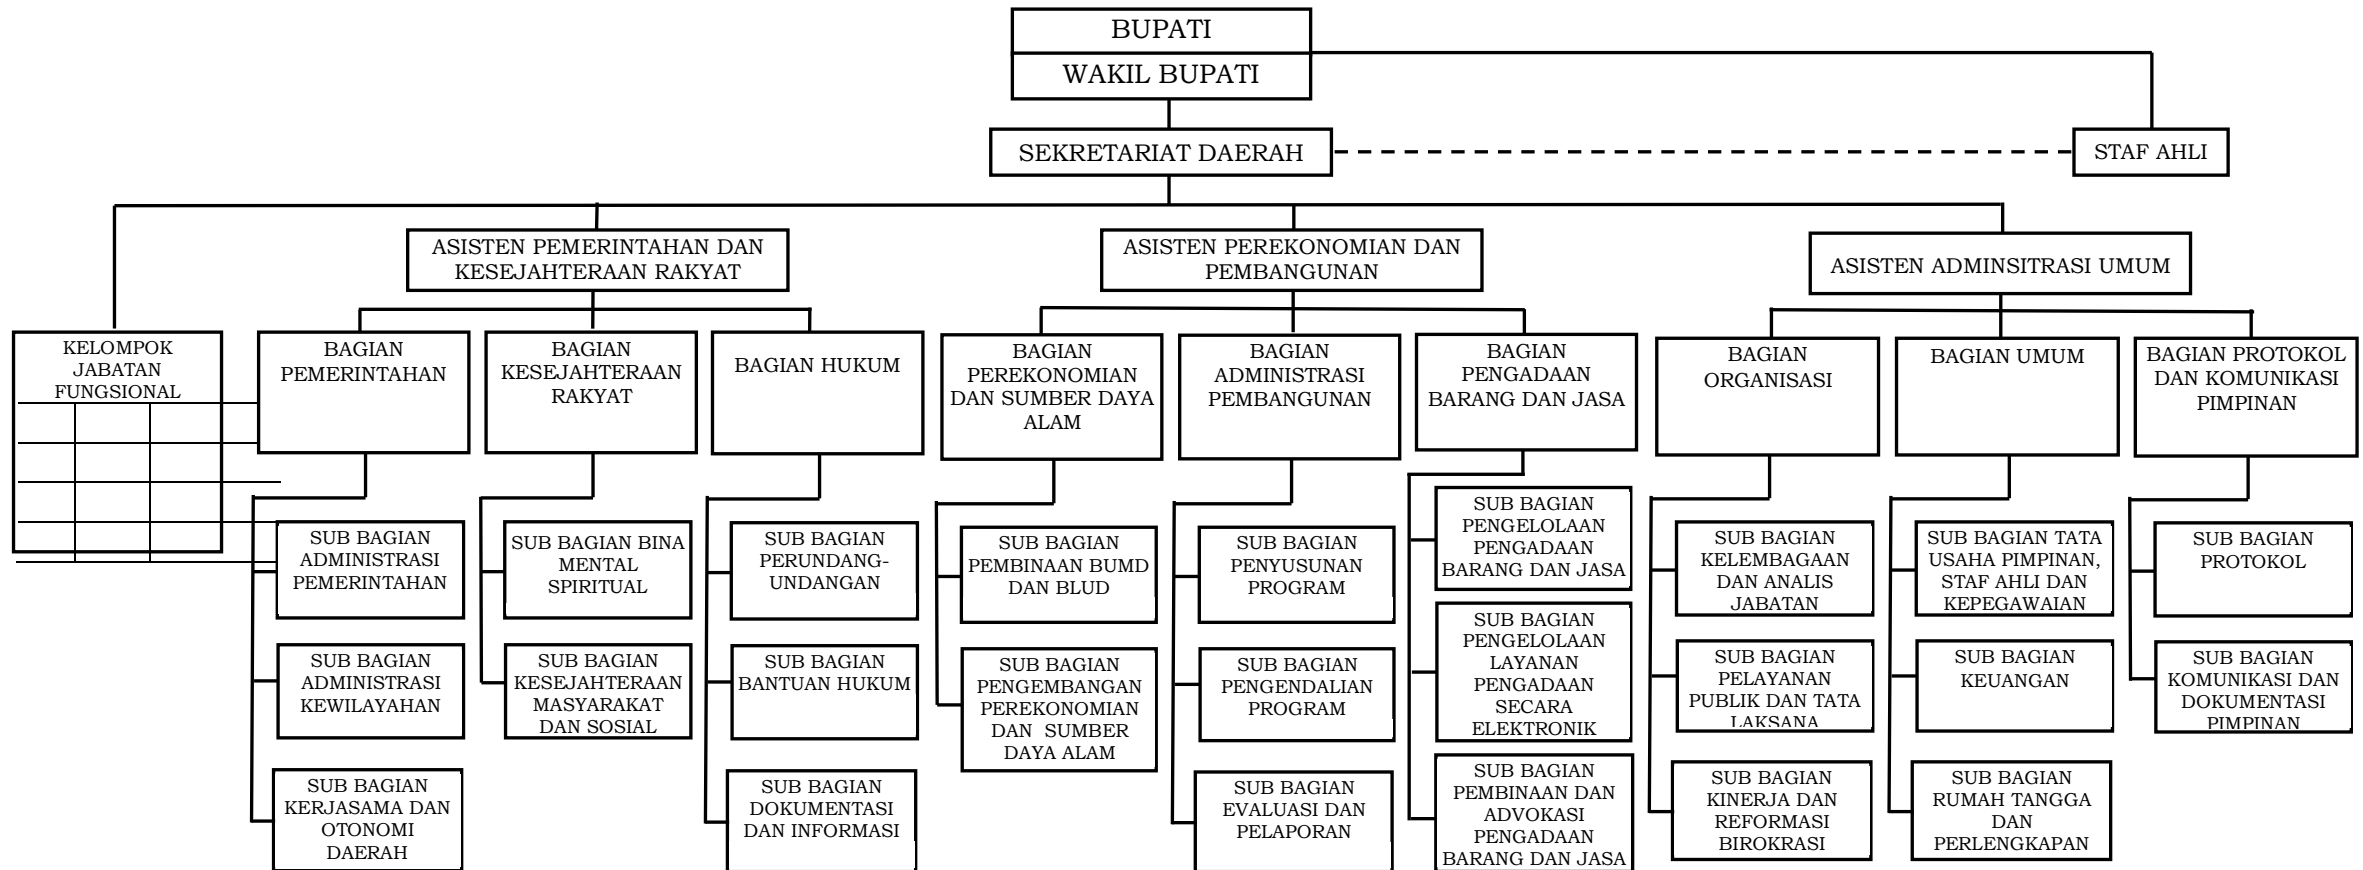 BUPATI
WAKIL BUPATI
SEKRETARIAT DAERAH
STAF AHLI
ASISTEN PEMERINTAHAN DAN
KESEJAHTERAAN RAKYAT
ASISTEN PEREKONOMIAN DAN
PEMBANGUNAN
ASISTEN ADMINSITRASI UMUM
KELOMPOK
JABATAN
FUNGSIONAL
BAGIAN
PEMERINTAHAN
BAGIAN
KESEJAHTERAAN
RAKYAT
BAGIAN HUKUM
BAGIAN
PEREKONOMIAN
DAN SUMBER DAYA
ALAM
BAGIAN
ADMINISTRASI
PEMBANGUNAN
BAGIAN
PENGADAAN
BARANG DAN JASA
BAGIAN
ORGANISASI
BAGIAN UMUM
BAGIAN PROTOKOL
DAN KOMUNIKASI
PIMPINAN
SUB BAGIAN
ADMINISTRASI
PEMERINTAHAN
SUB BAGIAN BINA
MENTAL
SPIRITUAL
SUB BAGIAN
PERUNDANG-
UNDANGAN
SUB BAGIAN
PEMBINAAN BUMD
DAN BLUD
SUB BAGIAN
PENYUSUNAN
PROGRAM
SUB BAGIAN
PENGELOLAAN
PENGADAAN
BARANG DAN JASA
SUB BAGIAN
KELEMBAGAAN
DAN ANALIS
JABATAN
SUB BAGIAN TATA
USAHA PIMPINAN,
STAF AHLI DAN
KEPEGAWAIAN
SUB BAGIAN
PROTOKOL
SUB BAGIAN
ADMINISTRASI
KEWILAYAHAN
SUB BAGIAN
KESEJAHTERAAN
MASYARAKAT
DAN SOSIAL
SUB BAGIAN
BANTUAN HUKUM
SUB BAGIAN
PENGEMBANGAN
PEREKONOMIAN
DAN SUMBER
DAYA ALAM
SUB BAGIAN
PENGENDALIAN
PROGRAM
SUB BAGIAN
PENGELOLAAN
LAYANAN
PENGADAAN
SECARA
ELEKTRONIK
SUB BAGIAN
PELAYANAN
PUBLIK DAN TATA
LAKSANA
SUB BAGIAN
KEUANGAN
SUB BAGIAN
KOMUNIKASI DAN
DOKUMENTASI
PIMPINAN
SUB BAGIAN
KERJASAMA DAN
OTONOMI
DAERAH
SUB BAGIAN
DOKUMENTASI
DAN INFORMASI
SUB BAGIAN
EVALUASI DAN
PELAPORAN
SUB BAGIAN
PEMBINAAN DAN
ADVOKASI
PENGADAAN
BARANG DAN JASA
SUB BAGIAN
KINERJA DAN
REFORMASI
BIROKRASI
SUB BAGIAN
RUMAH TANGGA
DAN
PERLENGKAPAN